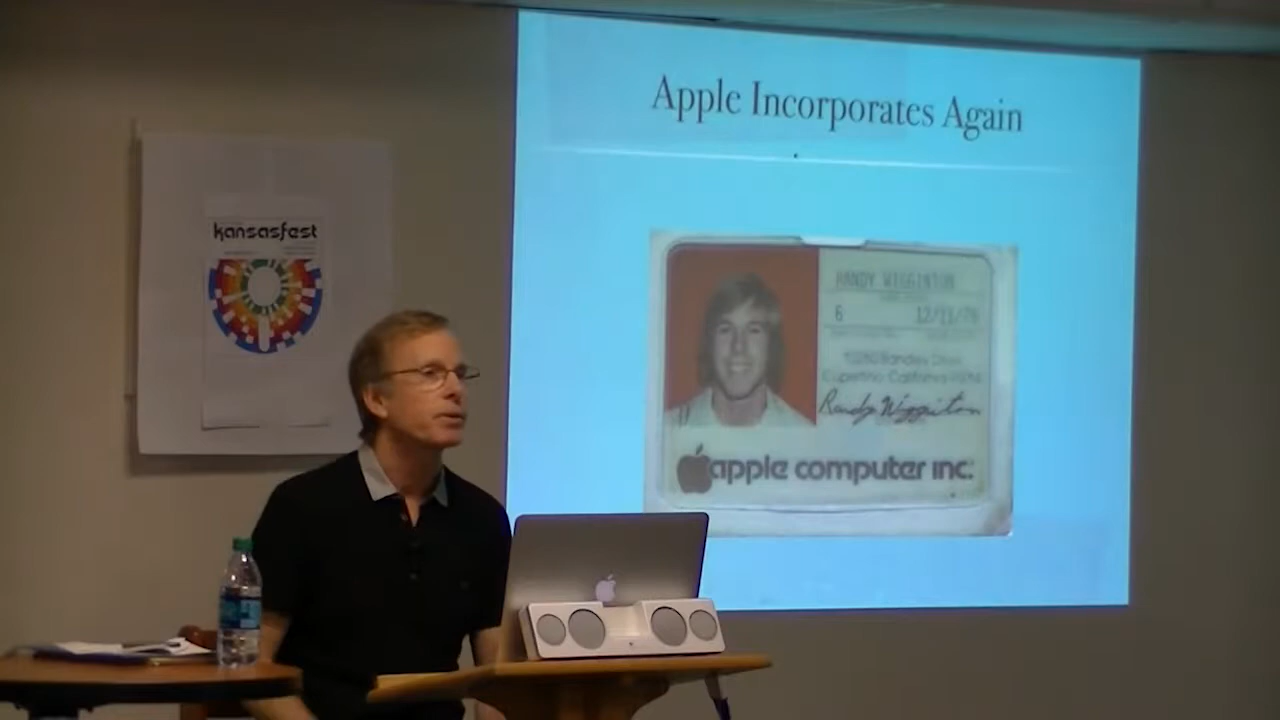 Apple Incorporates Again
kansasfest
RANDY WIGGINTON
6 12/11/76
Cupertino California
Randy Wigginton
apple computer inc.